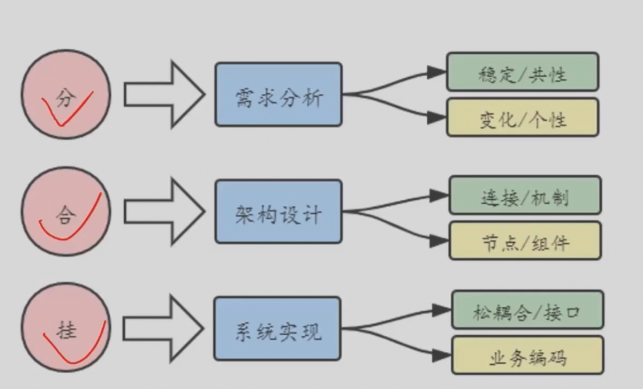 分
需求分析
稳定/共性
变化/个性
合
架构设计
连接/机制
节点/组件
挂
系统实现
松耦合/接口
业务编码